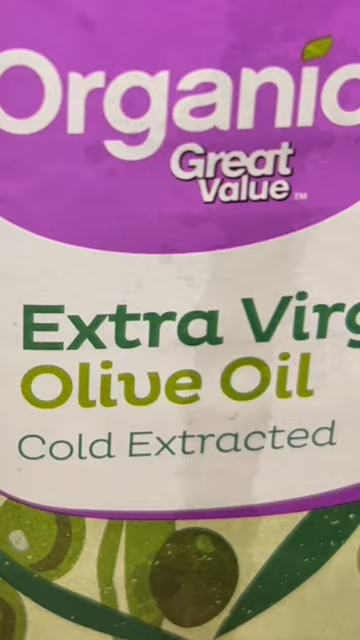 Organic
Great
Value™
Extra Virg
Olive Oil
Cold Extracted